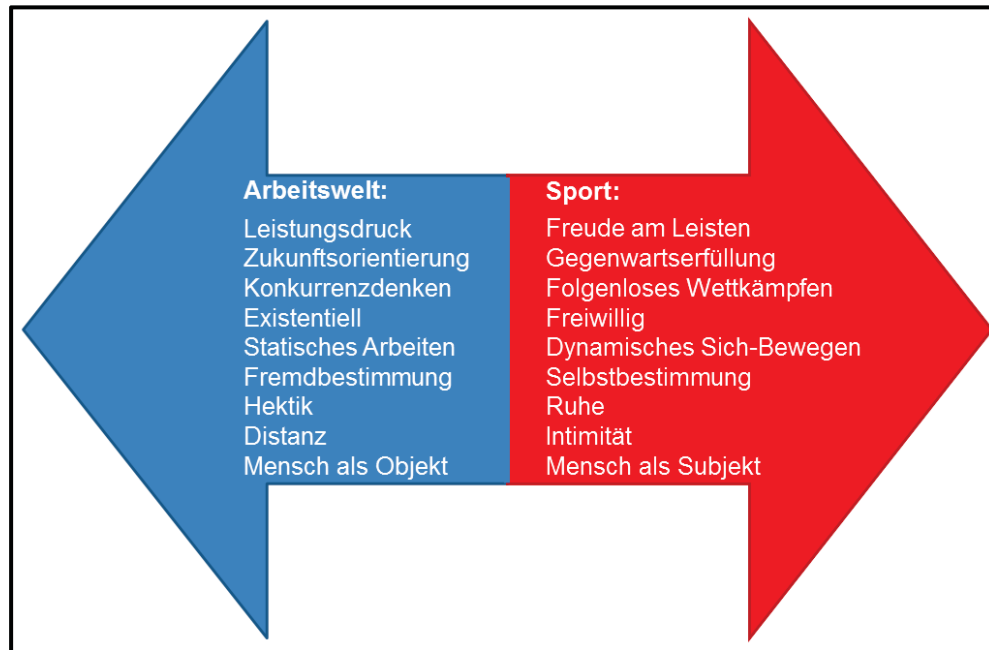 Arbeitswelt:
Leistungsdruck
Zukunftsorientierung
Konkurrenzdenken
Existentiell
Statisches Arbeiten
Fremdbestimmung
Hektik
Distanz
Mensch als Objekt
Sport:
Freude am Leisten
Gegenwartserfüllung
Folgenloses Wettkämpfen
Freiwillig
Dynamisches Sich-Bewegen
Selbstbestimmung
Ruhe
Intimität
Mensch als Subjekt